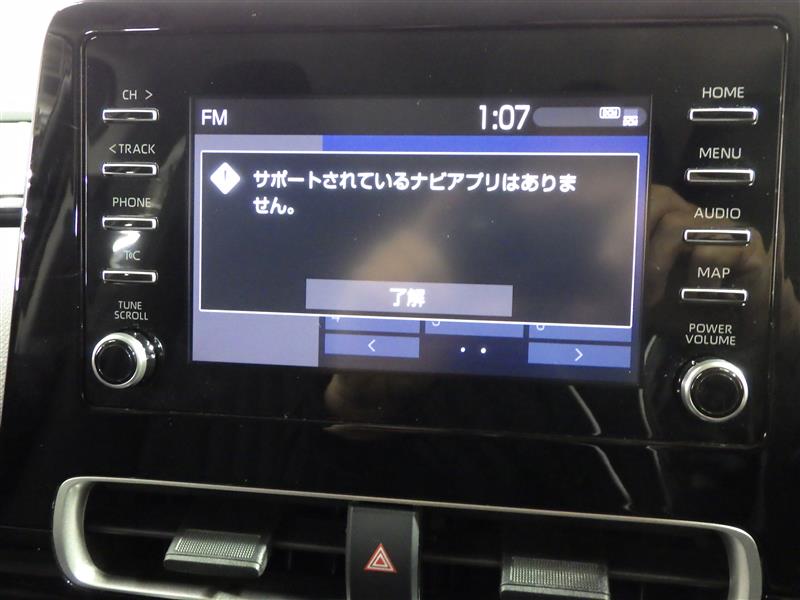 CH >
< TRACK
PHONE
T℃
TUNE
SCROLL
FM
1:07
サポートされているナビアプリはありま
せん。
了解
<
>
HOME
MENU
AUDIO
MAP
POWER
VOLUME